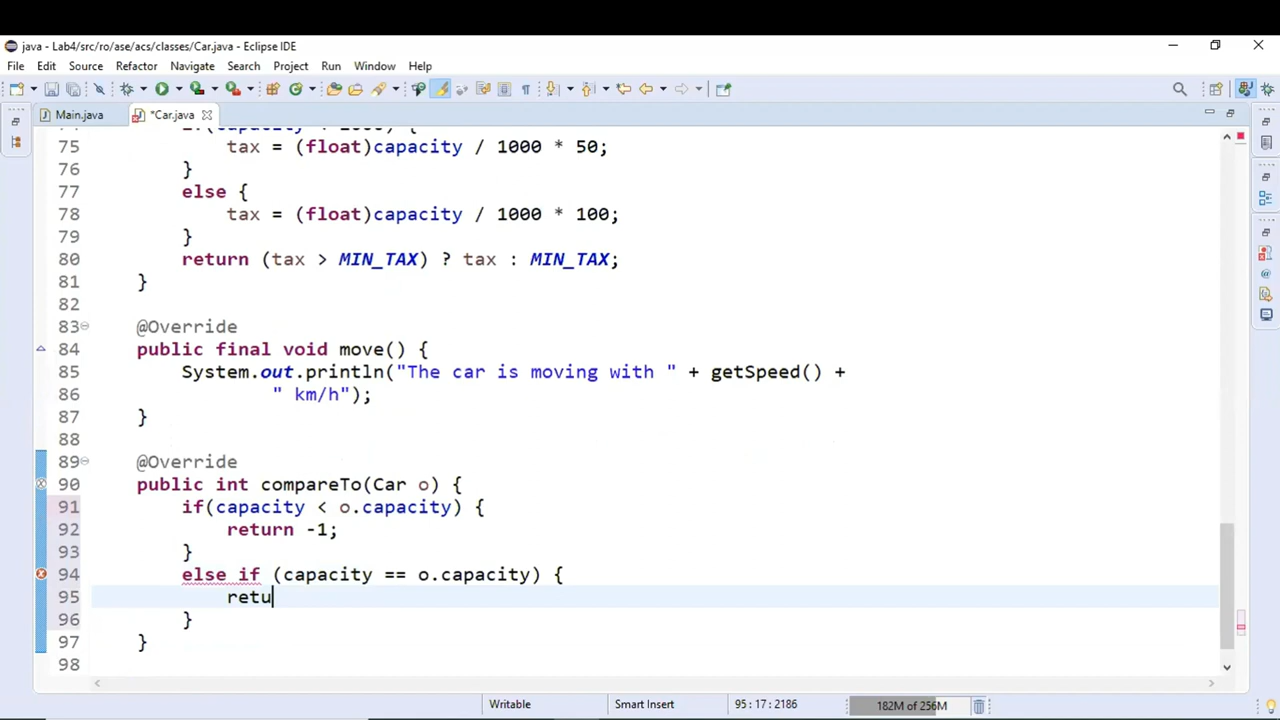 java - Lab4/src/ro/ase/acs/classes/Car.java - Eclipse IDE
File Edit Source Refactor Navigate Search Project Run Window Help
Main.java *Car.java
75 tax = (float)capacity / 1000 * 50;
76 }
77 else {
78 tax = (float)capacity / 1000 * 100;
79 }
80 return (tax > MIN_TAX) ? tax : MIN_TAX;
81 }
82
83 @Override
84 public final void move() {
85 System.out.println("The car is moving with " + getSpeed() +
86 " km/h");
87 }
88
89 @Override
90 public int compareTo(Car o) {
91 if(capacity < o.capacity) {
92 return -1;
93 }
94 else if (capacity == o.capacity) {
95 retu
96 }
97 }
98
Writable Smart Insert 95 : 17 : 2186 182M of 256M